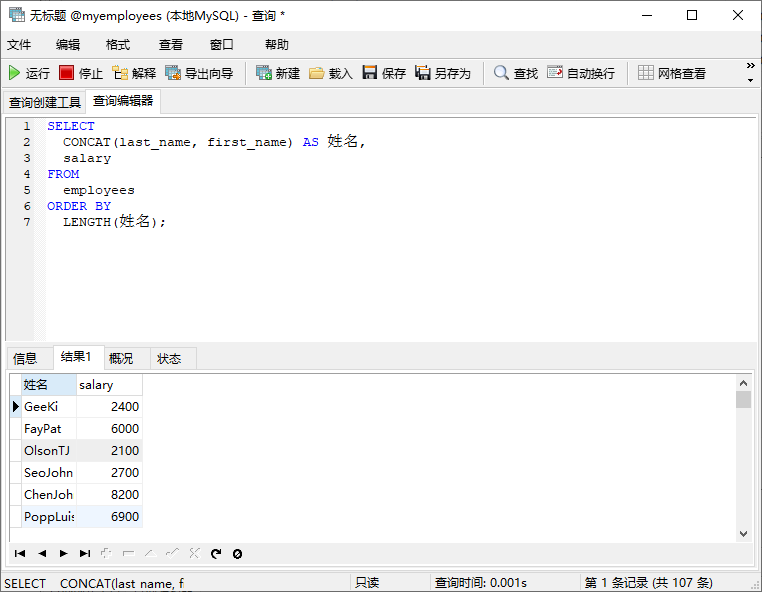 无标题 @myemployees (本地MySQL) - 查询 *
文件 编辑 格式 查看 窗口 帮助
运行 停止 解释 导出向导 新建 载入 保存 另存为 查找 自动换行 网格查看 »
查询创建工具 查询编辑器
1 SELECT
2 CONCAT(last_name, first_name) AS 姓名,
3 salary
4 FROM
5 employees
6 ORDER BY
7 LENGTH(姓名);
信息 结果1 概况 状态
姓名 salary
GeeKi 2400
FayPat 6000
OlsonTJ 2100
SeoJohn 2700
ChenJoh 8200
PoppLuis 6900
SELECT CONCAT(last_name, f 只读 查询时间: 0.001s 第 1 条记录 (共 107 条)